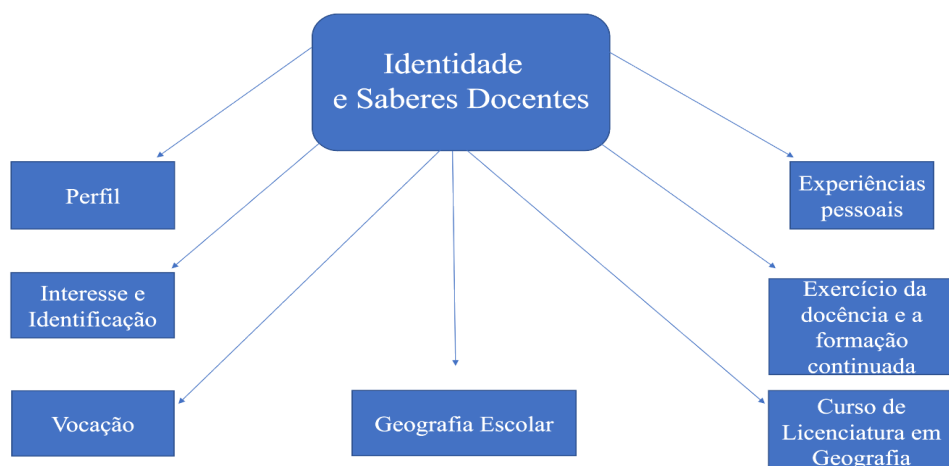 Identidade
e Saberes Docentes
Perfil
Experiências
pessoais
Interesse e
Identificação
Exercício da
docência e a
formação
continuada
Vocação
Geografia Escolar
Curso de
Licenciatura em
Geografia